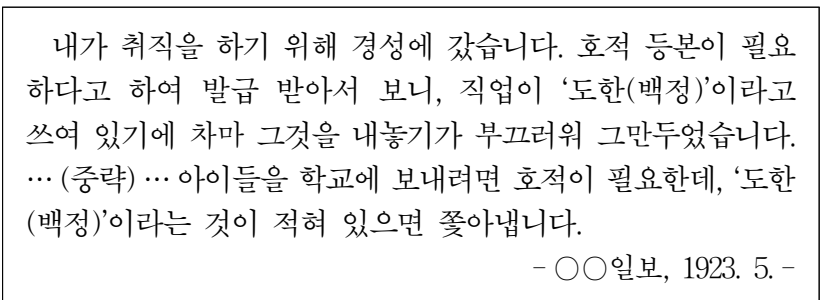 내가 취직을 하기 위해 경성에 갔습니다. 호적 등본이 필요
하다고 하여 발급 받아서 보니, 직업이 ‘도한(백정)’이라고
쓰여 있기에 차마 그것을 내놓기가 부끄러워 그만두었습니다.
… (중략) … 아이들을 학교에 보내려면 호적이 필요한데, ‘도한
(백정)’이라는 것이 적혀 있으면 쫓아냅니다.
- ○○일보, 1923. 5. -